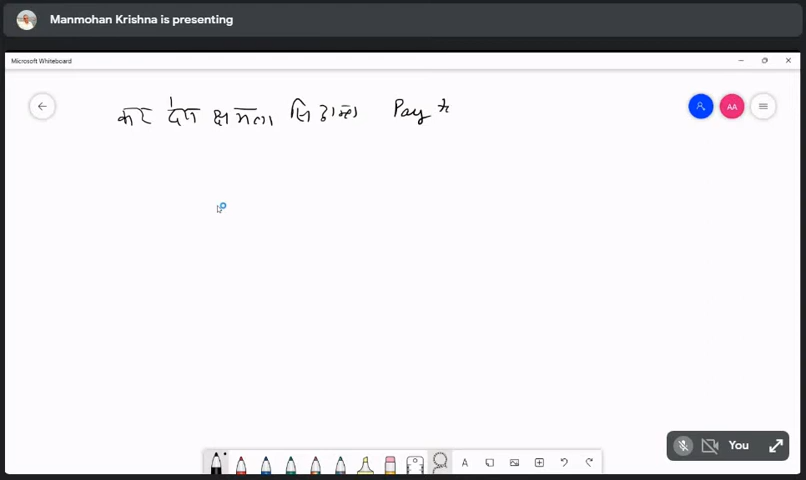 Manmohan Krishna is presenting
Microsoft Whiteboard
कर देय क्षमता Pay
AA
A
You